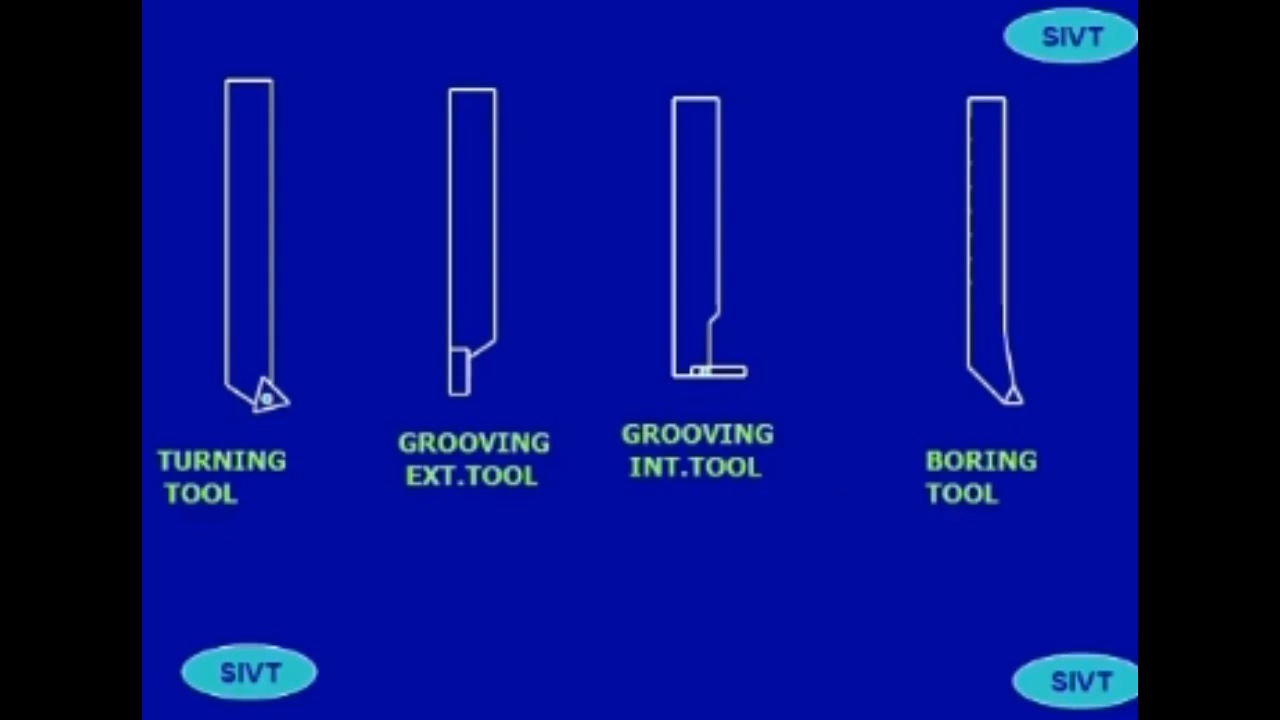 SIVT
TURNING
TOOL
GROOVING
EXT.TOOL
GROOVING
INT.TOOL
BORING
TOOL
SIVT
SIVT